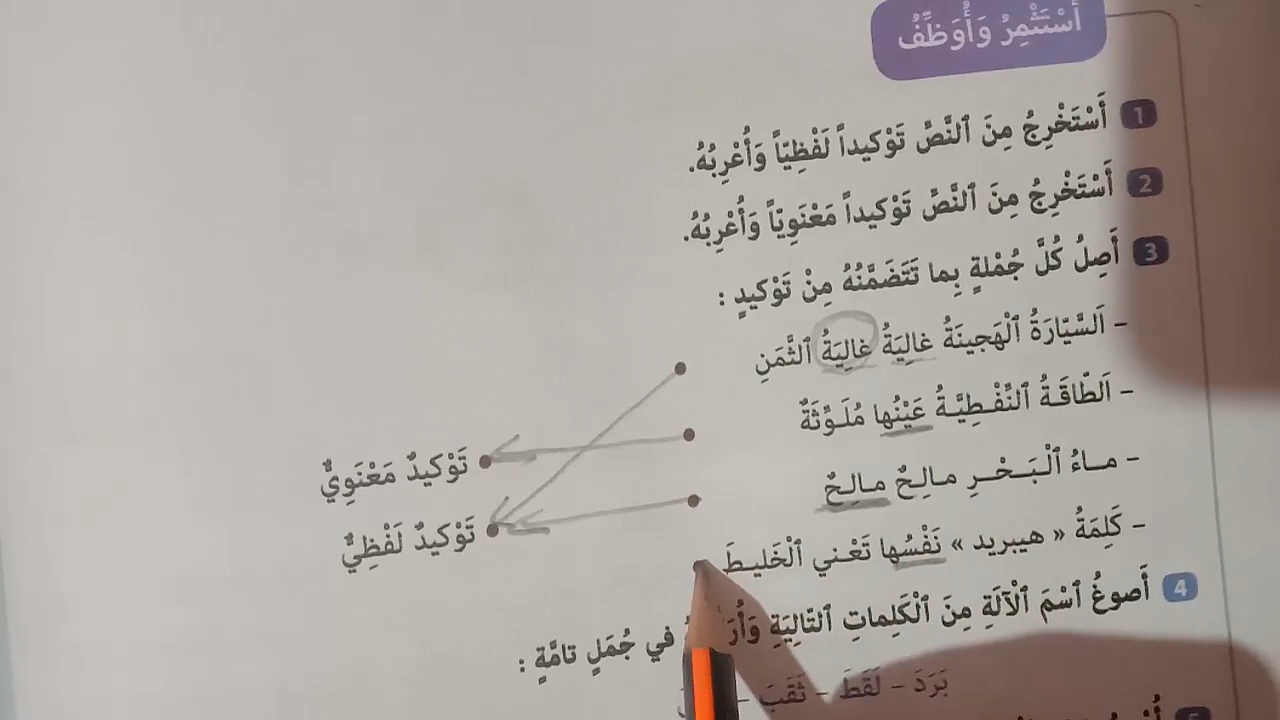 أَسْتَثْمِرُ وَأُوَظِّفُ
1 أَسْتَخْرِجُ مِنَ ٱلنَّصِّ تَوْكيداً لَفْظِيّاً وَأُعْرِبُهُ.
2 أَسْتَخْرِجُ مِنَ ٱلنَّصِّ تَوْكيداً مَعْنَوِيّاً وَأُعْرِبُهُ.
3 أَصِلُ كُلَّ جُمْلةٍ بِما تَتَضَمَّنُهُ مِنْ تَوْكيدٍ :
– اَلسَّيّارَةُ ٱلْهَجينَةُ غالِيَةُ غالِيَةُ ٱلثَّمَنِ
– اَلطّاقَةُ ٱلنِّفْطِيَّةُ عَيْنُها مُلَوِّثَةٌ
– ماءُ ٱلْبَحْرِ مالِحٌ مالِحٌ
– كَلِمَةُ « هيبريد » نَفْسُها تَعْني ٱلْخَليطَ
تَوْكيدٌ مَعْنَوِيٌّ
تَوْكيدٌ لَفْظِيٌّ
4 أَصوغُ ٱسْمَ ٱلْآلَةِ مِنَ ٱلْكَلِماتِ ٱلتّالِيَةِ في جُمَلٍ تامَّةٍ :
بَرَدَ – لَقَطَ – ثَقَبَ –